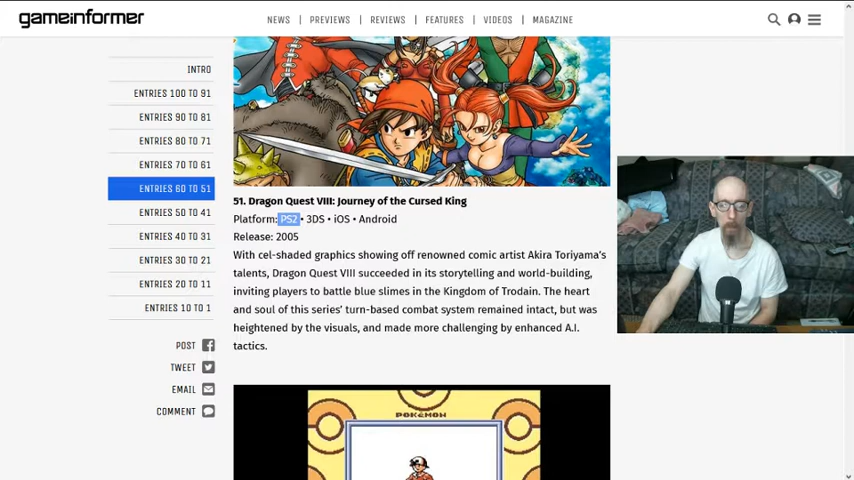 gameinformer
NEWS | PREVIEWS | REVIEWS | FEATURES | VIDEOS | MAGAZINE
INTRO
ENTRIES 100 TO 91
ENTRIES 90 TO 81
ENTRIES 80 TO 71
ENTRIES 70 TO 61
ENTRIES 60 TO 51
ENTRIES 50 TO 41
ENTRIES 40 TO 31
ENTRIES 30 TO 21
ENTRIES 20 TO 11
ENTRIES 10 TO 1
POST
TWEET
EMAIL
COMMENT
51. Dragon Quest VIII: Journey of the Cursed King
Platform: PS2 • 3DS • iOS • Android
Release: 2005
With cel-shaded graphics showing off renowned comic artist Akira Toriyama's
talents, Dragon Quest VIII succeeded in its storytelling and world-building,
inviting players to battle blue slimes in the Kingdom of Trodain. The heart
and soul of this series' turn-based combat system remained intact, but was
heightened by the visuals, and made more challenging by enhanced A.I.
tactics.
POKéMON